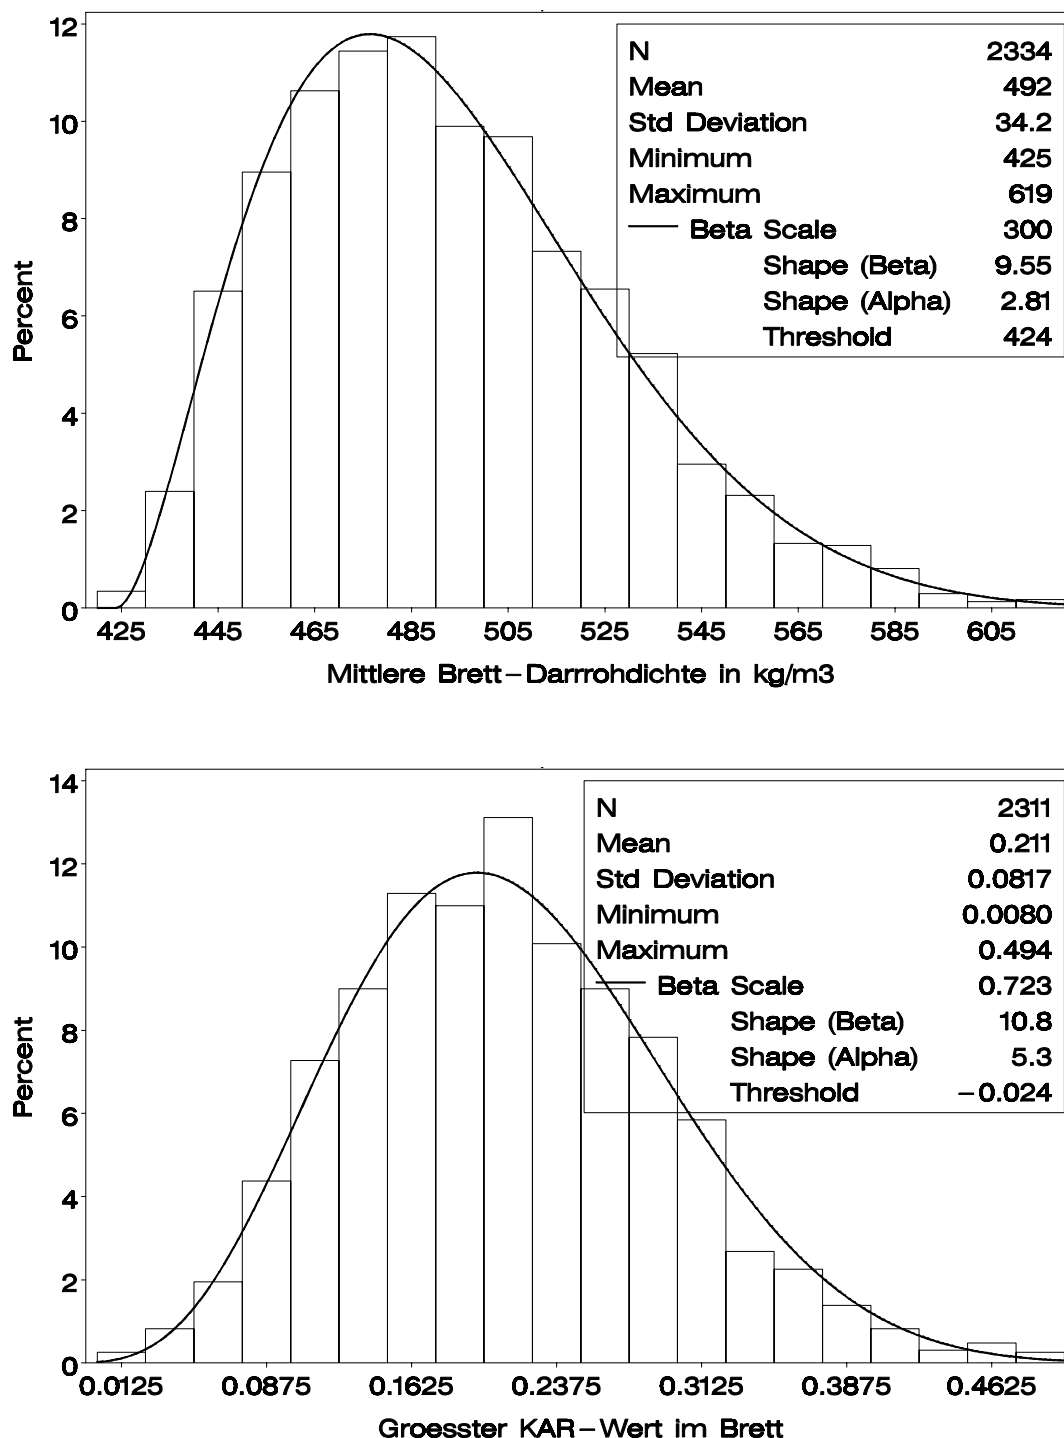 12
10
8
6
4
2
0
Percent
N 2334
Mean 492
Std Deviation 34.2
Minimum 425
Maximum 619
Beta Scale 300
Shape (Beta) 9.55
Shape (Alpha) 2.81
Threshold 424
425 445 465 485 505 525 545 565 585 605
Mittlere Brett-Darrrohdichte in kg/m3
14
12
10
8
6
4
2
0
Percent
N 2311
Mean 0.211
Std Deviation 0.0817
Minimum 0.0080
Maximum 0.494
Beta Scale 0.723
Shape (Beta) 10.8
Shape (Alpha) 5.3
Threshold -0.024
0.0125 0.0875 0.1625 0.2375 0.3125 0.3875 0.4625
Groesster KAR-Wert im Brett